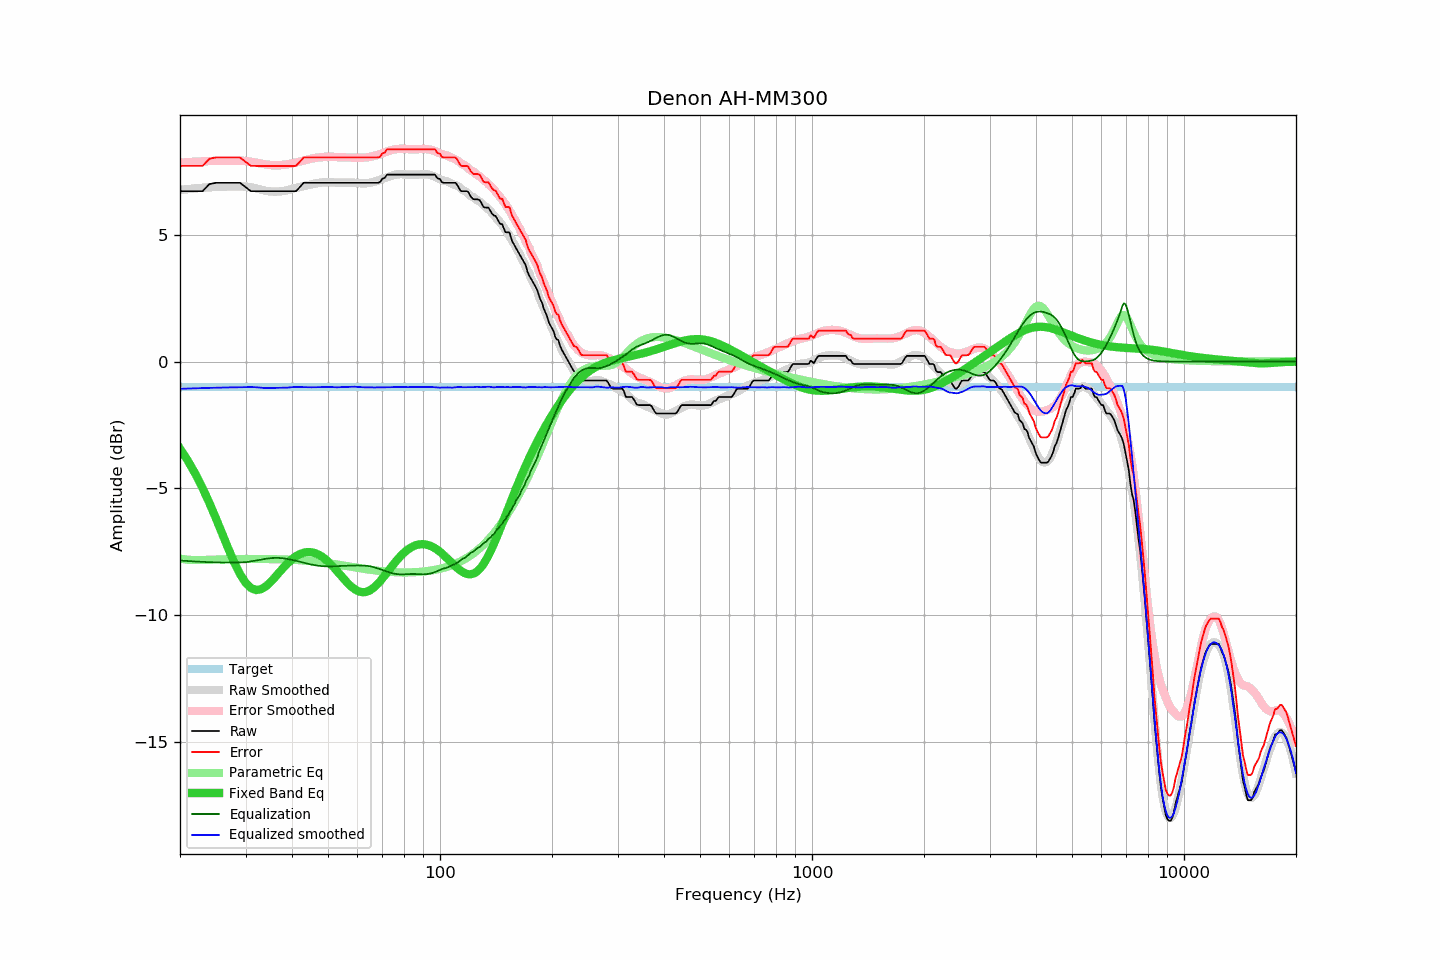 Denon AH-MM300
5
0
−5
−10
−15
Amplitude (dBr)
Target
Raw Smoothed
Error Smoothed
Raw
Error
Parametric Eq
Fixed Band Eq
Equalization
Equalized smoothed
100
1000
10000
Frequency (Hz)